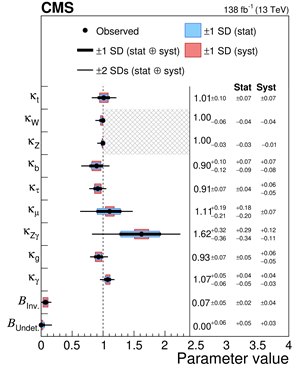 CMS 138 fb⁻¹ (13 TeV)
Observed ±1 SD (stat)
±1 SD (stat ⊕ syst) ±1 SD (syst)
±2 SDs (stat ⊕ syst)
Stat Syst
κt 1.01 ±0.10 ±0.07 ±0.07
κW 1.00 −0.06 −0.04 −0.04
κZ 1.00 −0.03 −0.03 −0.01
κb 0.90 +0.10 −0.12 +0.07 −0.09 +0.07 −0.08
κτ 0.91 ±0.07 ±0.04 +0.06 −0.05
κμ 1.11 +0.19 −0.21 +0.18 −0.20 ±0.07
κZγ 1.62 +0.32 −0.36 +0.29 −0.34 +0.12 −0.11
κg 0.93 ±0.07 ±0.05 +0.06 −0.05
κγ 1.07 +0.05 −0.06 +0.04 −0.05 +0.04 −0.03
BInv. 0.07 ±0.05 ±0.02 ±0.04
BUndet. 0.00 +0.06 +0.05 +0.03
0 0.5 1 1.5 2 2.5 3 3.5 4
Parameter value